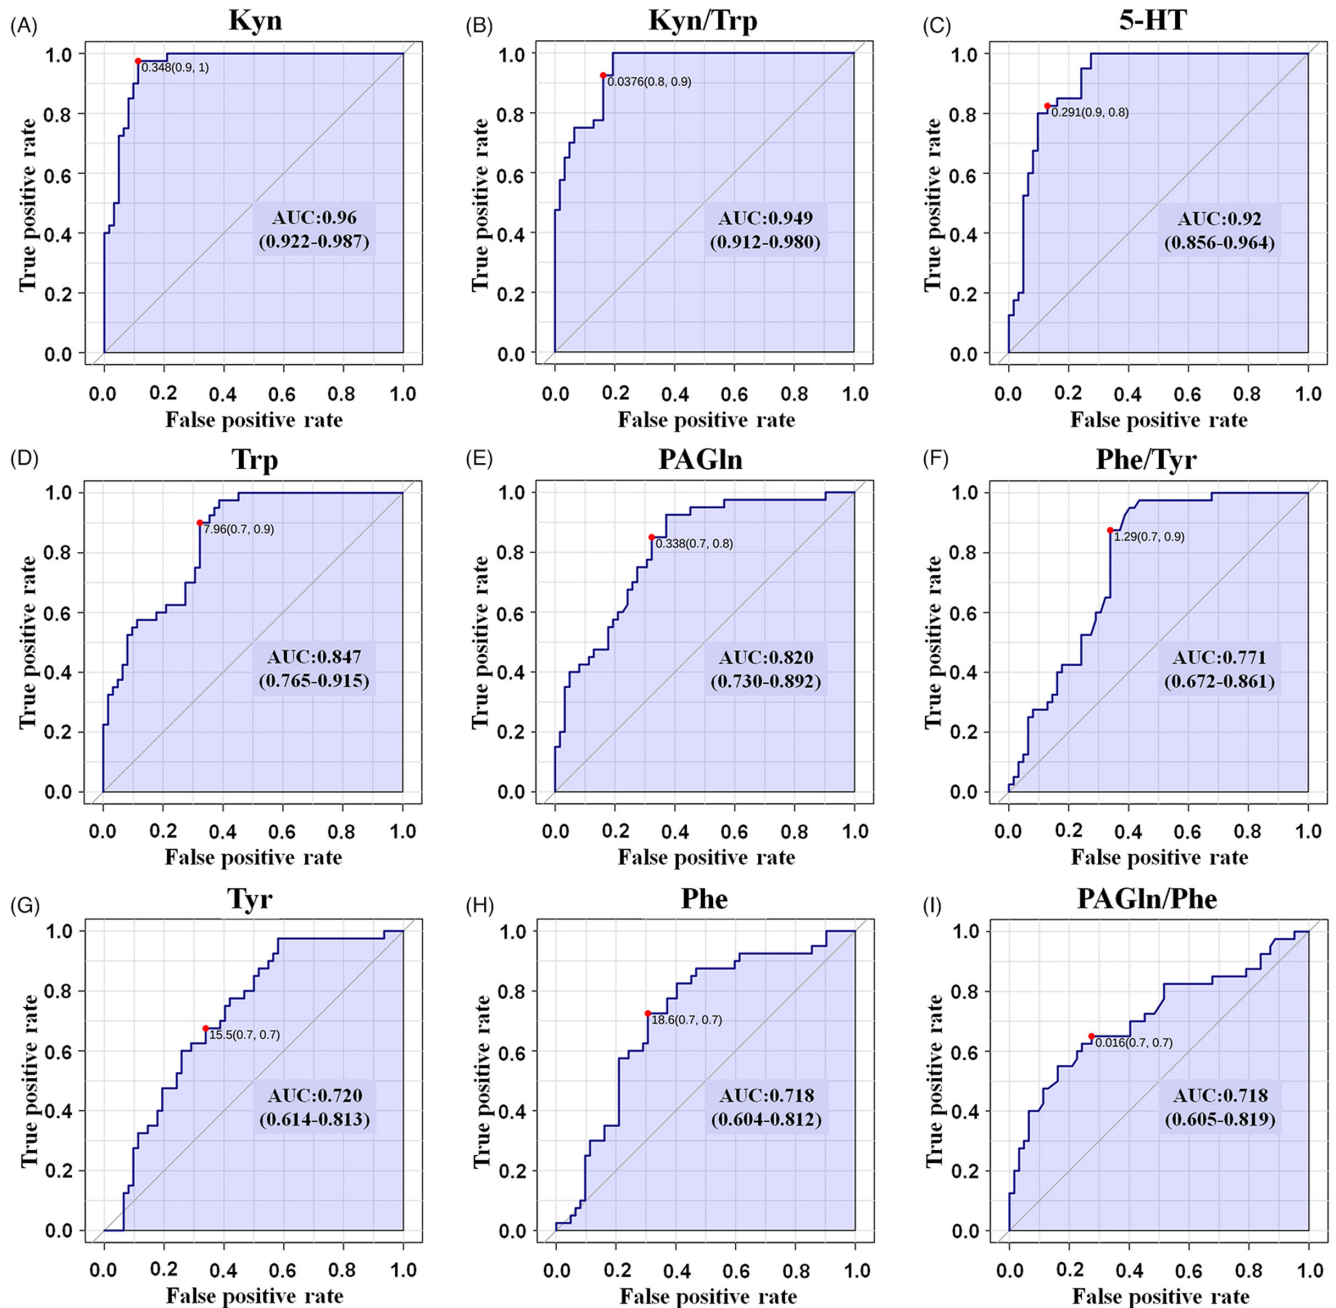 (A) Kyn
True positive rate
1.0
0.8
0.6
0.4
0.2
0.0
0.348(0.9, 1)
AUC:0.96
(0.922-0.987)
0.0 0.2 0.4 0.6 0.8 1.0
False positive rate
(B) Kyn/Trp
True positive rate
1.0
0.8
0.6
0.4
0.2
0.0
0.0376(0.8, 0.9)
AUC:0.949
(0.912-0.980)
0.0 0.2 0.4 0.6 0.8 1.0
False positive rate
(C) 5-HT
True positive rate
1.0
0.8
0.6
0.4
0.2
0.0
0.291(0.9, 0.8)
AUC:0.92
(0.856-0.964)
0.0 0.2 0.4 0.6 0.8 1.0
False positive rate
(D) Trp
True positive rate
1.0
0.8
0.6
0.4
0.2
0.0
7.96(0.7, 0.9)
AUC:0.847
(0.765-0.915)
0.0 0.2 0.4 0.6 0.8 1.0
False positive rate
(E) PAGln
True positive rate
1.0
0.8
0.6
0.4
0.2
0.0
0.338(0.7, 0.8)
AUC:0.820
(0.730-0.892)
0.0 0.2 0.4 0.6 0.8 1.0
False positive rate
(F) Phe/Tyr
True positive rate
1.0
0.8
0.6
0.4
0.2
0.0
1.29(0.7, 0.9)
AUC:0.771
(0.672-0.861)
0.0 0.2 0.4 0.6 0.8 1.0
False positive rate
(G) Tyr
True positive rate
1.0
0.8
0.6
0.4
0.2
0.0
15.5(0.7, 0.7)
AUC:0.720
(0.614-0.813)
0.0 0.2 0.4 0.6 0.8 1.0
False positive rate
(H) Phe
True positive rate
1.0
0.8
0.6
0.4
0.2
0.0
18.6(0.7, 0.7)
AUC:0.718
(0.604-0.812)
0.0 0.2 0.4 0.6 0.8 1.0
False positive rate
(I) PAGln/Phe
True positive rate
1.0
0.8
0.6
0.4
0.2
0.0
0.016(0.7, 0.7)
AUC:0.718
(0.605-0.819)
0.0 0.2 0.4 0.6 0.8 1.0
False positive rate